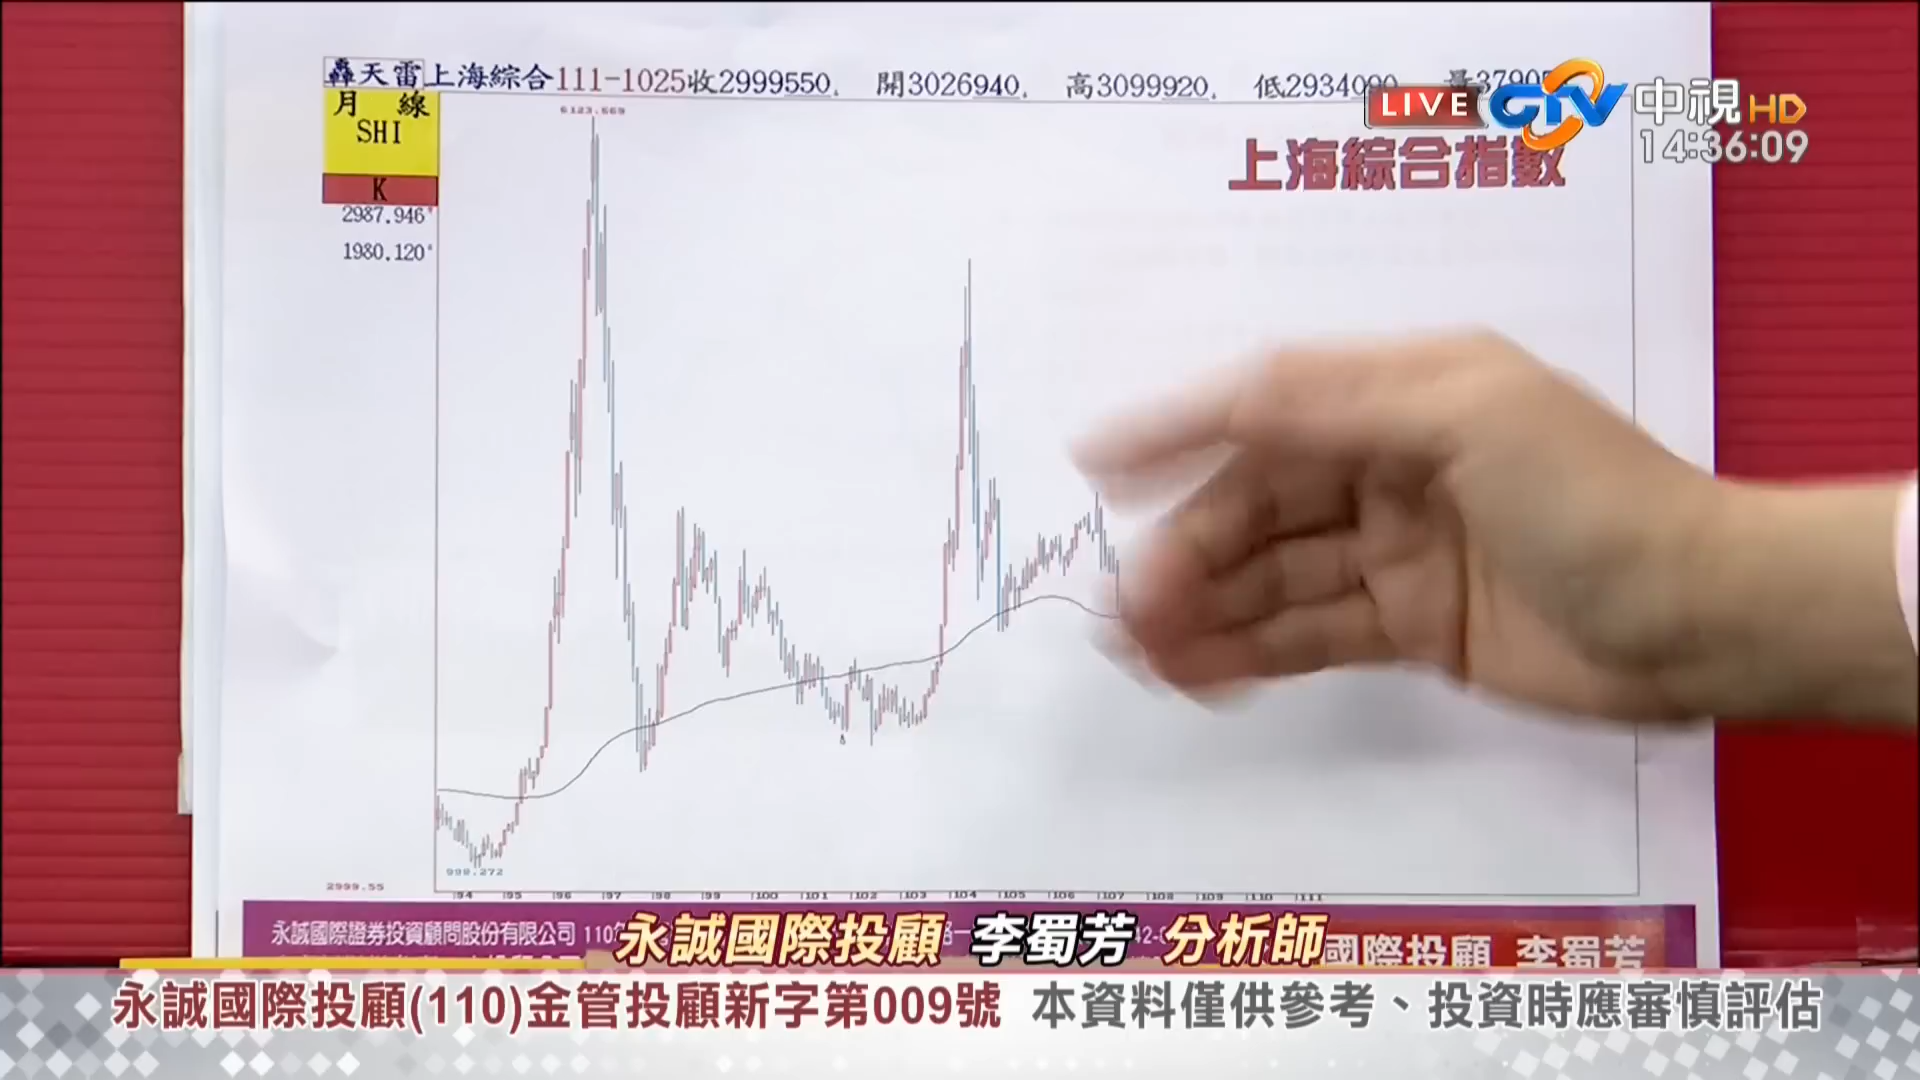 轟天雷上海綜合111-1025收2999550. 開3026940. 高3099920. 低2934090
LIVE CTV 中視HD
14:36:09
月 線
SHI
K
2987.946
1980.120
6123.669
上海綜合指數
998.272
2999.55
94 95 96 97 98 99 100 101 102 103 104 105 106 107 108 109 110 111
永誠國際證券投資顧問股份有限公司
國際投顧 李蜀芳
永誠國際投顧 李蜀芳 分析師
永誠國際投顧(110)金管投顧新字第009號 本資料僅供參考、投資時應審慎評估